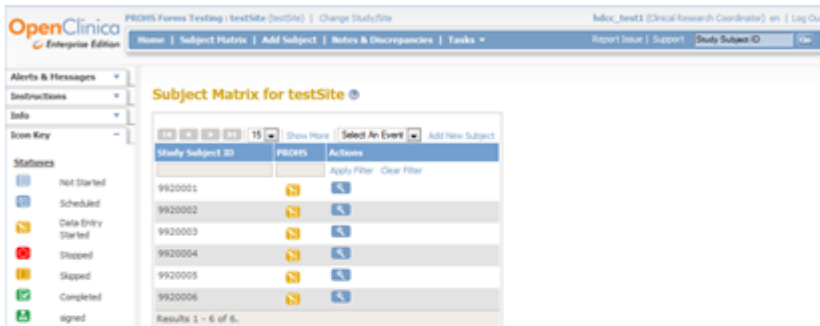 OpenClinica
Enterprise Edition
PROHS Forms Testing : testSite (testSite) | Change Study/Site
hdcc_test1 (Clinical Research Coordinator) en | Log Ou
Home | Subject Matrix | Add Subject | Notes & Discrepancies | Tasks
Report Issue | Support Study Subject ID Go
Alerts & Messages
Instructions
Info
Icon Key
Statuses
Not Started
Scheduled
Data Entry
Started
Stopped
Skipped
Completed
signed
Subject Matrix for testSite
15 Show More Select An Event Add New Subject
Study Subject ID PROHS Actions
Apply Filter Clear Filter
9920001
9920002
9920003
9920004
9920005
9920006
Results 1 - 6 of 6.